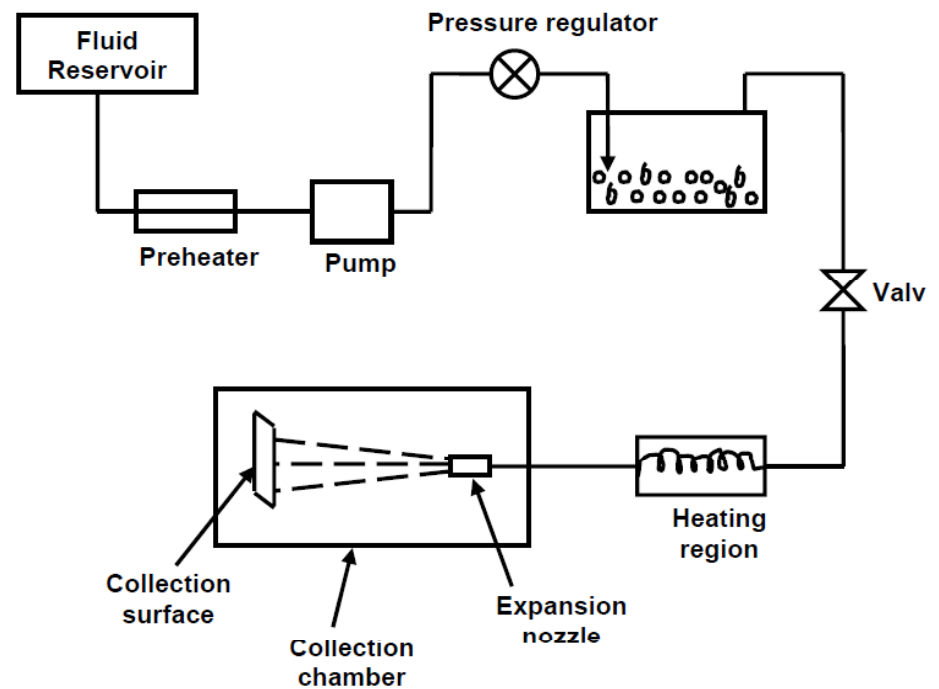 Fluid
Reservoir
Pressure regulator
Preheater
Pump
Valv
Heating
region
Expansion
nozzle
Collection
surface
Collection
chamber